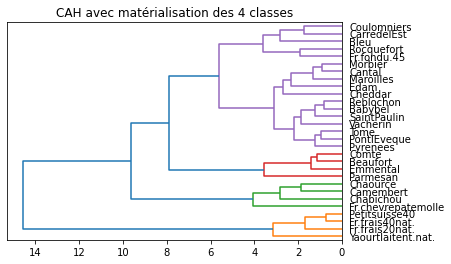 CAH avec matérialisation des 4 classes
Coulomniers
CarredelEst
Bleu
Rocquefort
Fr.fondu.45
Morbier
Cantal
Maroilles
Edam
Cheddar
Reblochon
Babybel
SaintPaulin
Vacherin
Tome
PontlEveque
Pyrenees
Comte
Beaufort
Emmental
Parmesan
Chaource
Camembert
Chabichou
Fr.chevrepatemolle
Petitsuisse40
Fr.frais40nat.
Fr.frais20nat.
Yaourtlaitent.nat.
14 12 10 8 6 4 2 0